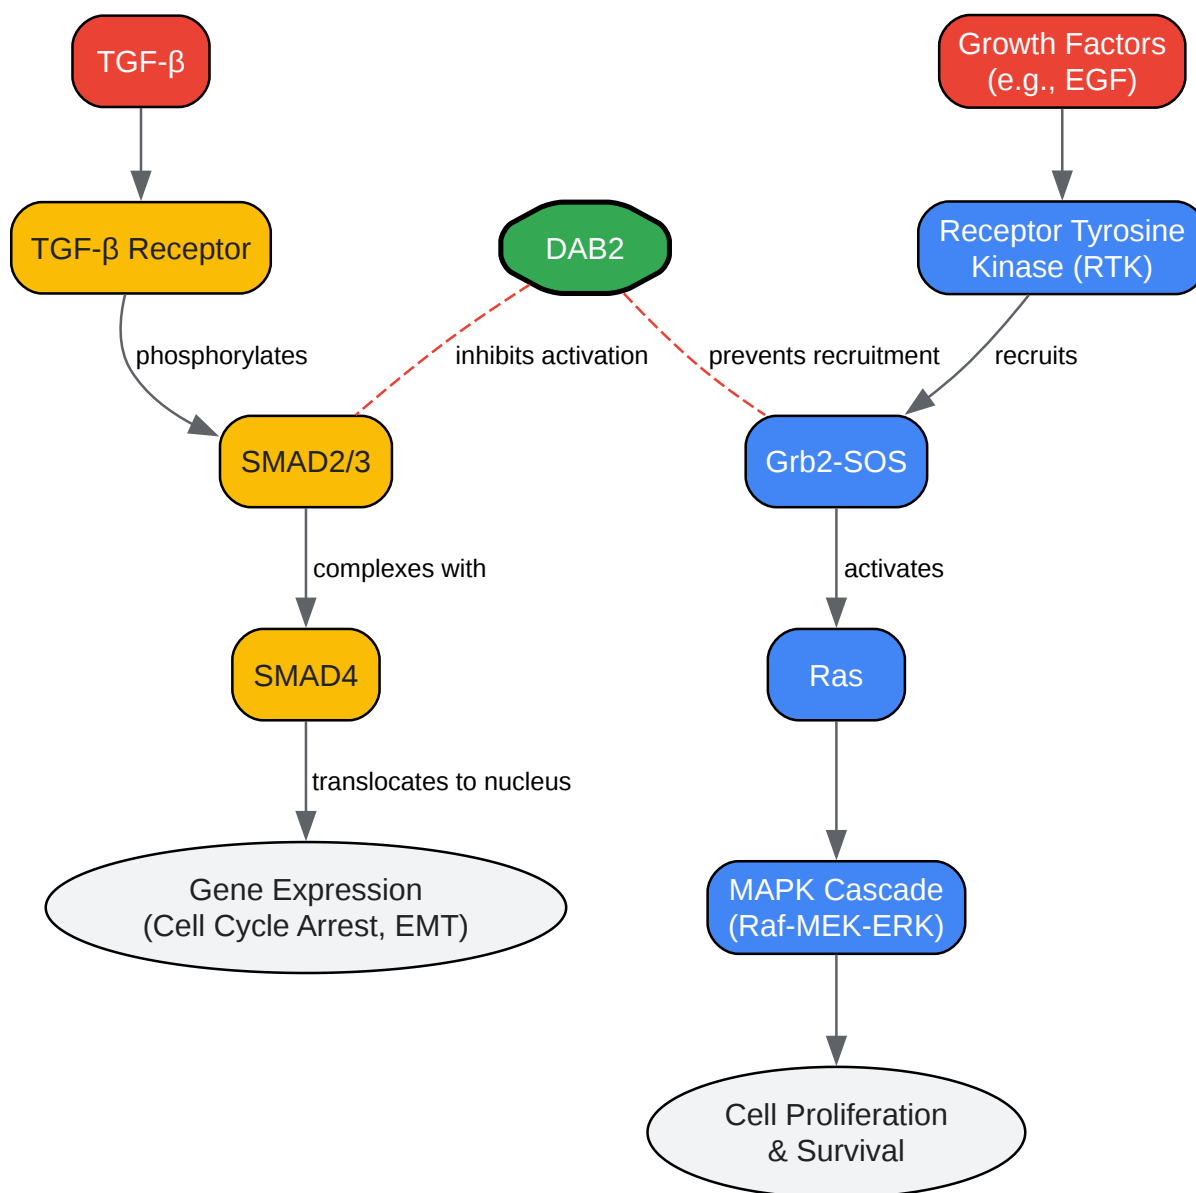 TGF-β
Growth Factors
(e.g., EGF)
TGF-β Receptor
DAB2
Receptor Tyrosine
Kinase (RTK)
phosphorylates
inhibits activation
prevents recruitment
recruits
SMAD2/3
Grb2-SOS
complexes with
activates
SMAD4
Ras
translocates to nucleus
Gene Expression
(Cell Cycle Arrest, EMT)
MAPK Cascade
(Raf-MEK-ERK)
Cell Proliferation
& Survival